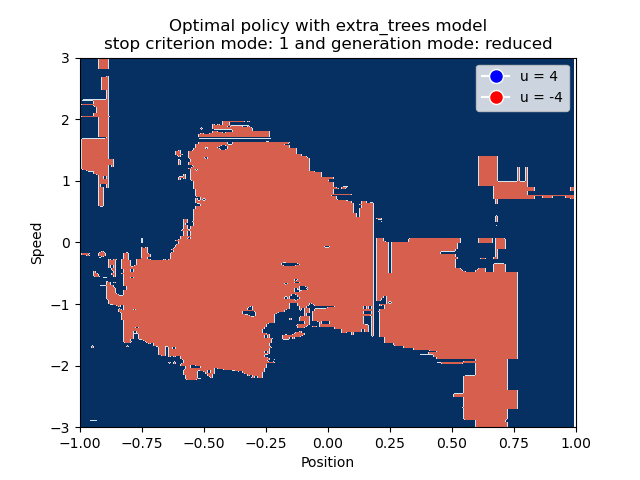 Optimal policy with extra_trees model
stop criterion mode: 1 and generation mode: reduced
u = 4
u = -4
3
2
1
0
−1
−2
−3
Speed
−1.00 −0.75 −0.50 −0.25 0.00 0.25 0.50 0.75 1.00
Position